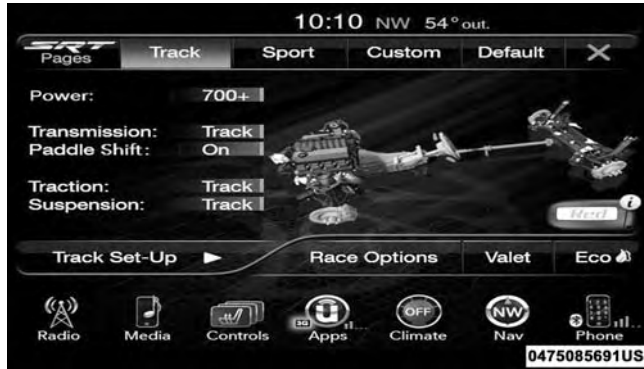 10:10 NW 54° out.
SRT Pages Track Sport Custom Default X
Power: 700+
Transmission: Track
Paddle Shift: On
Traction: Track
Suspension: Track
Red i
Track Set-Up Race Options Valet Eco
3G OFF NW
Radio Media Controls Apps Climate Nav Phone
0475085691US